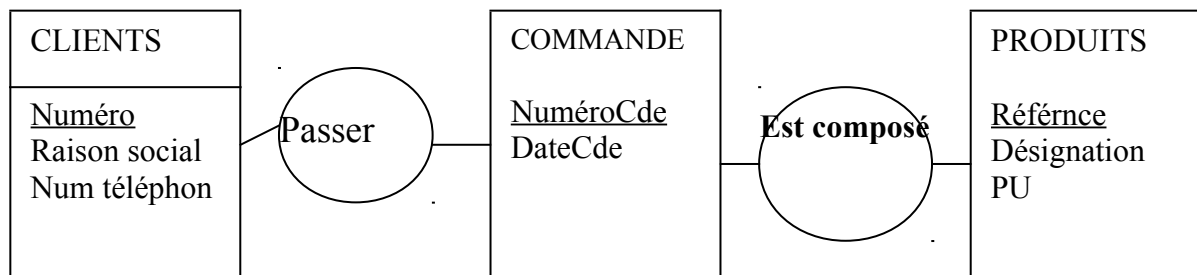 CLIENTS
Numéro
Raison social
Num téléphon
Passer
COMMANDE
NuméroCde
DateCde
Est composé
PRODUITS
Référnce
Désignation
PU